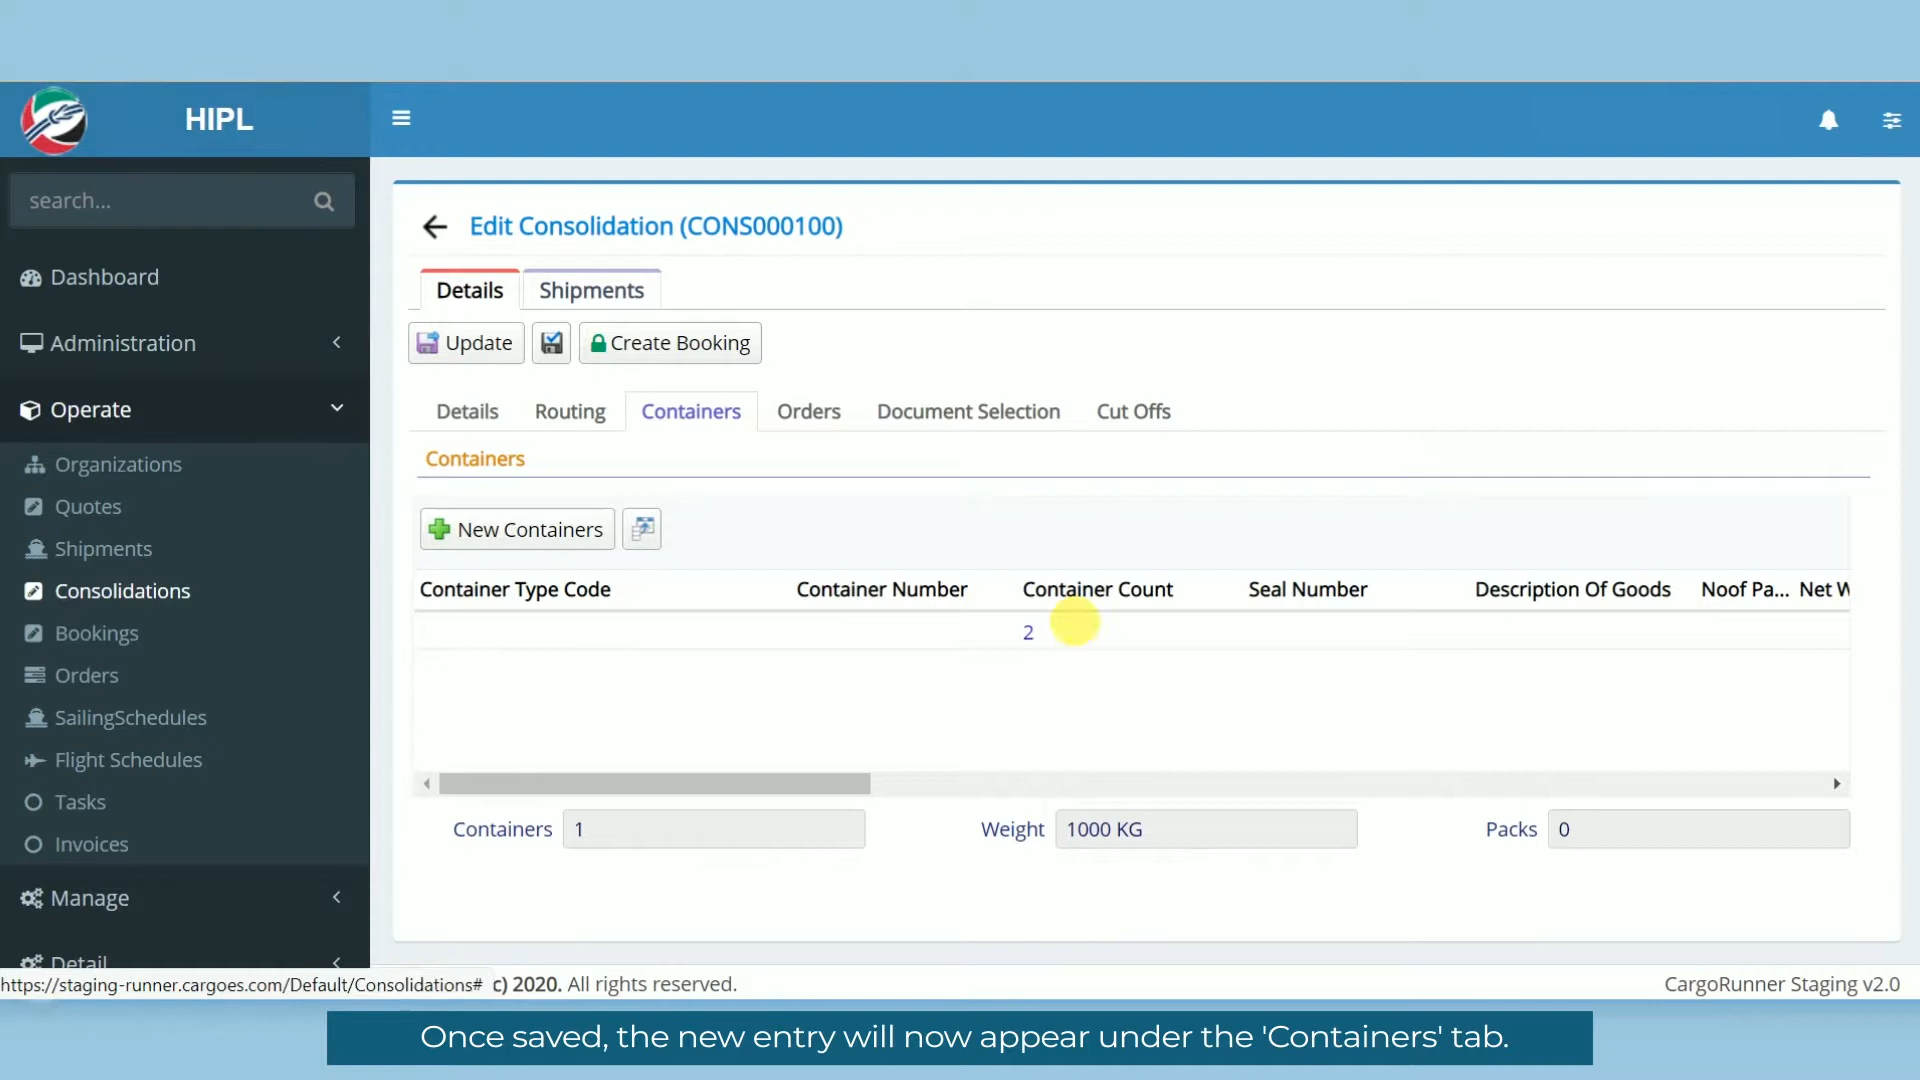 HIPL
search...
Dashboard
Administration
Operate
Organizations
Quotes
Shipments
Consolidations
Bookings
Orders
SailingSchedules
Flight Schedules
Tasks
Invoices
Manage
Detail
Edit Consolidation (CONS000100)
Details Shipments
Update Create Booking
Details Routing Containers Orders Document Selection Cut Offs
Containers
New Containers
Container Type Code Container Number Container Count Seal Number Description Of Goods Noof Pa... Net W
2
Containers 1 Weight 1000 KG Packs 0
https://staging-runner.cargoes.com/Default/Consolidations# c) 2020. All rights reserved. CargoRunner Staging v2.0
Once saved, the new entry will now appear under the 'Containers' tab.